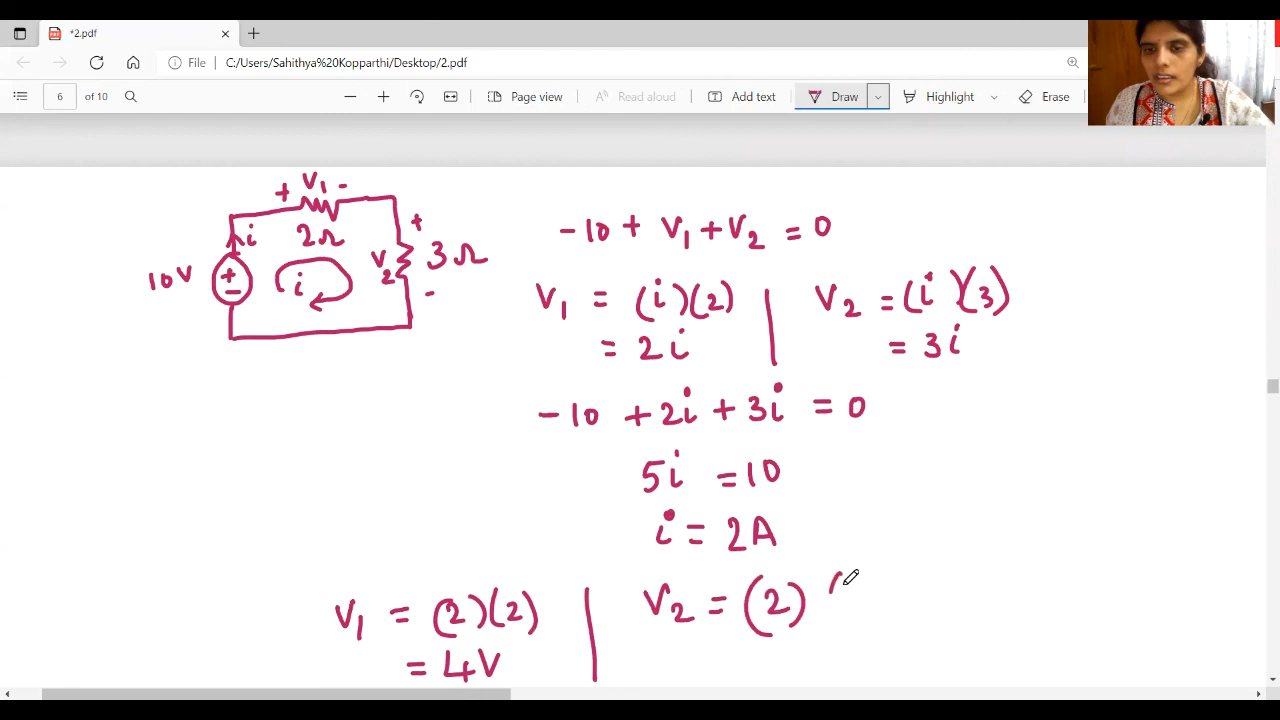 *2.pdf
File C:/Users/Sahithya%20Kopparthi/Desktop/2.pdf
6 of 10 Page view Read aloud Add text Draw Highlight Erase
+ V1 -
2Ω
i
10V
+
-
i
+
V2
-
3Ω
-10 + V1 + V2 = 0
V1 = (i)(2) | V2 = (i)(3)
= 2i = 3i
-10 + 2i + 3i = 0
5i = 10
i = 2A
V1 = (2)(2) | V2 = (2) (
= 4V